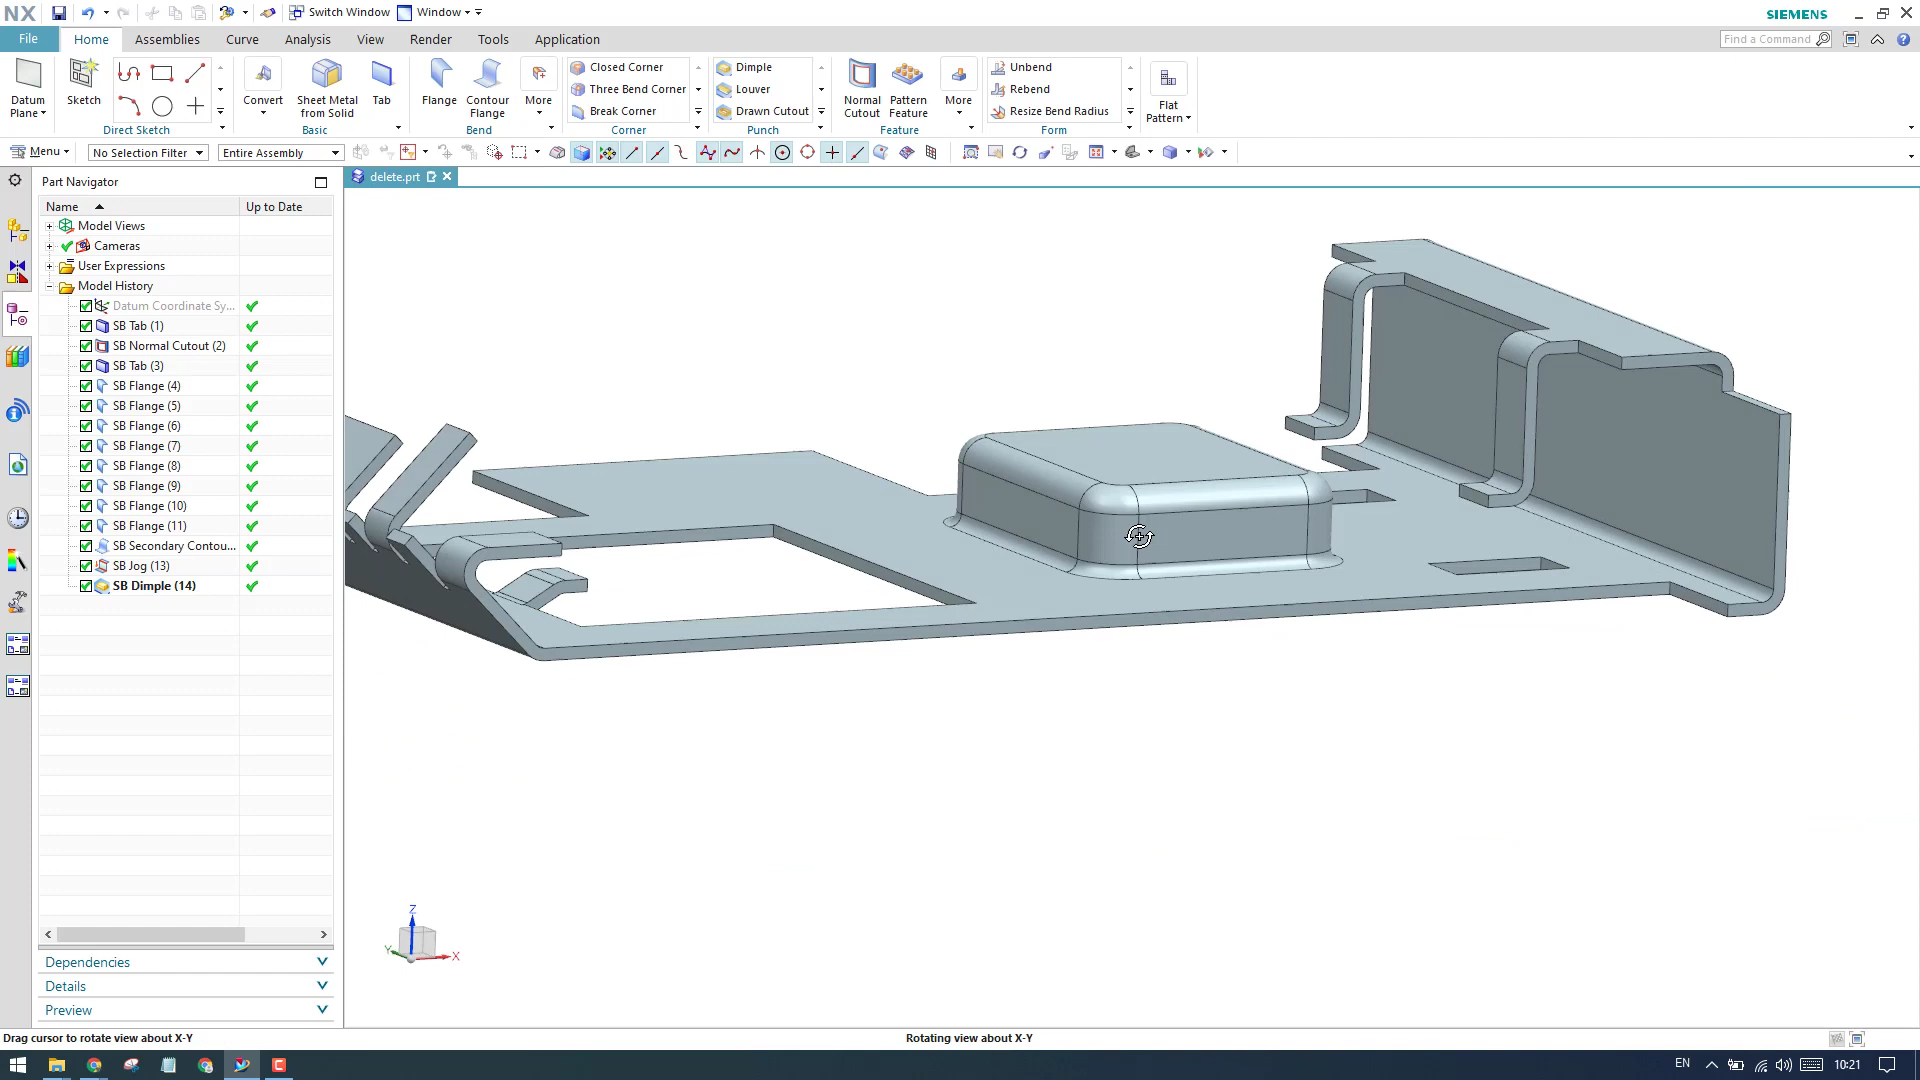 NX Switch Window Window SIEMENS
File Home Assemblies Curve Analysis View Render Tools Application Find a Command
Datum Plane Sketch Direct Sketch
Convert Sheet Metal from Solid Tab Basic
Flange Contour Flange More Bend
Closed Corner
Three Bend Corner
Break Corner
Corner
Dimple
Louver
Drawn Cutout
Punch
Normal Cutout Pattern Feature More Feature
Unbend
Rebend
Resize Bend Radius
Form
Flat Pattern
Menu No Selection Filter Entire Assembly
Part Navigator
delete.prt
Name Up to Date
Model Views
Cameras
User Expressions
Model History
Datum Coordinate Sy...
SB Tab (1)
SB Normal Cutout (2)
SB Tab (3)
SB Flange (4)
SB Flange (5)
SB Flange (6)
SB Flange (7)
SB Flange (8)
SB Flange (9)
SB Flange (10)
SB Flange (11)
SB Secondary Contou...
SB Jog (13)
SB Dimple (14)
Dependencies
Details
Preview
Z
Y
X
Drag cursor to rotate view about X-Y Rotating view about X-Y
EN 10:21